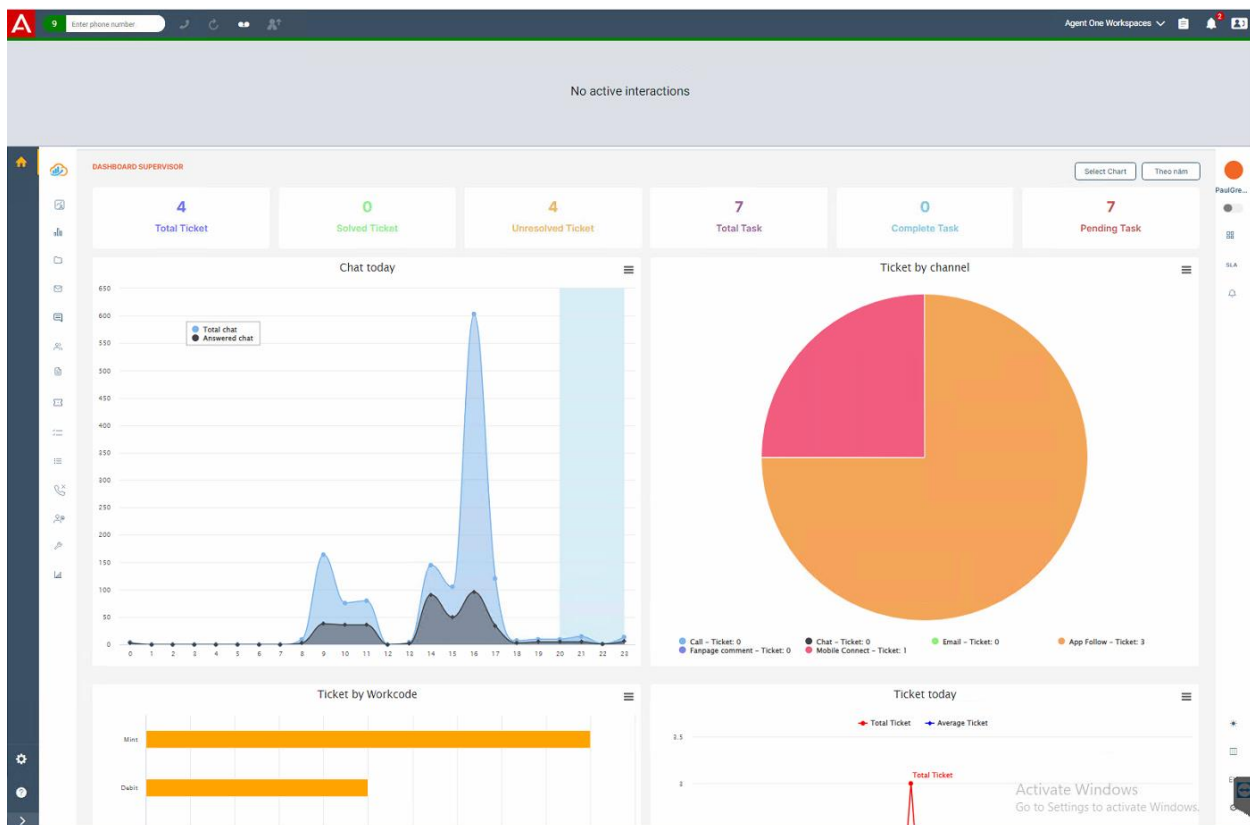 9 Enter phone number
Agent One Workspaces
2
No active interactions
DASHBOARD SUPERVISOR
Select Chart
Theo năm
PaulGre...
4
Total Ticket
0
Solved Ticket
4
Unresolved Ticket
7
Total Task
0
Complete Task
7
Pending Task
SLA
Chat today
650
600
550
500
450
400
350
300
250
200
150
100
50
0
Total chat
Answered chat
0 1 2 3 4 5 6 7 8 9 10 11 12 13 14 15 16 17 18 19 20 21 22 23
Ticket by channel
Call – Ticket: 0
Chat – Ticket: 0
Email – Ticket: 0
App Follow – Ticket: 3
Fanpage comment – Ticket: 0
Mobile Connect – Ticket: 1
Ticket by Workcode
Mint
Debit
Ticket today
Total Ticket
Average Ticket
3.5
3
Total Ticket
Activate Windows
Go to Settings to activate Windows.